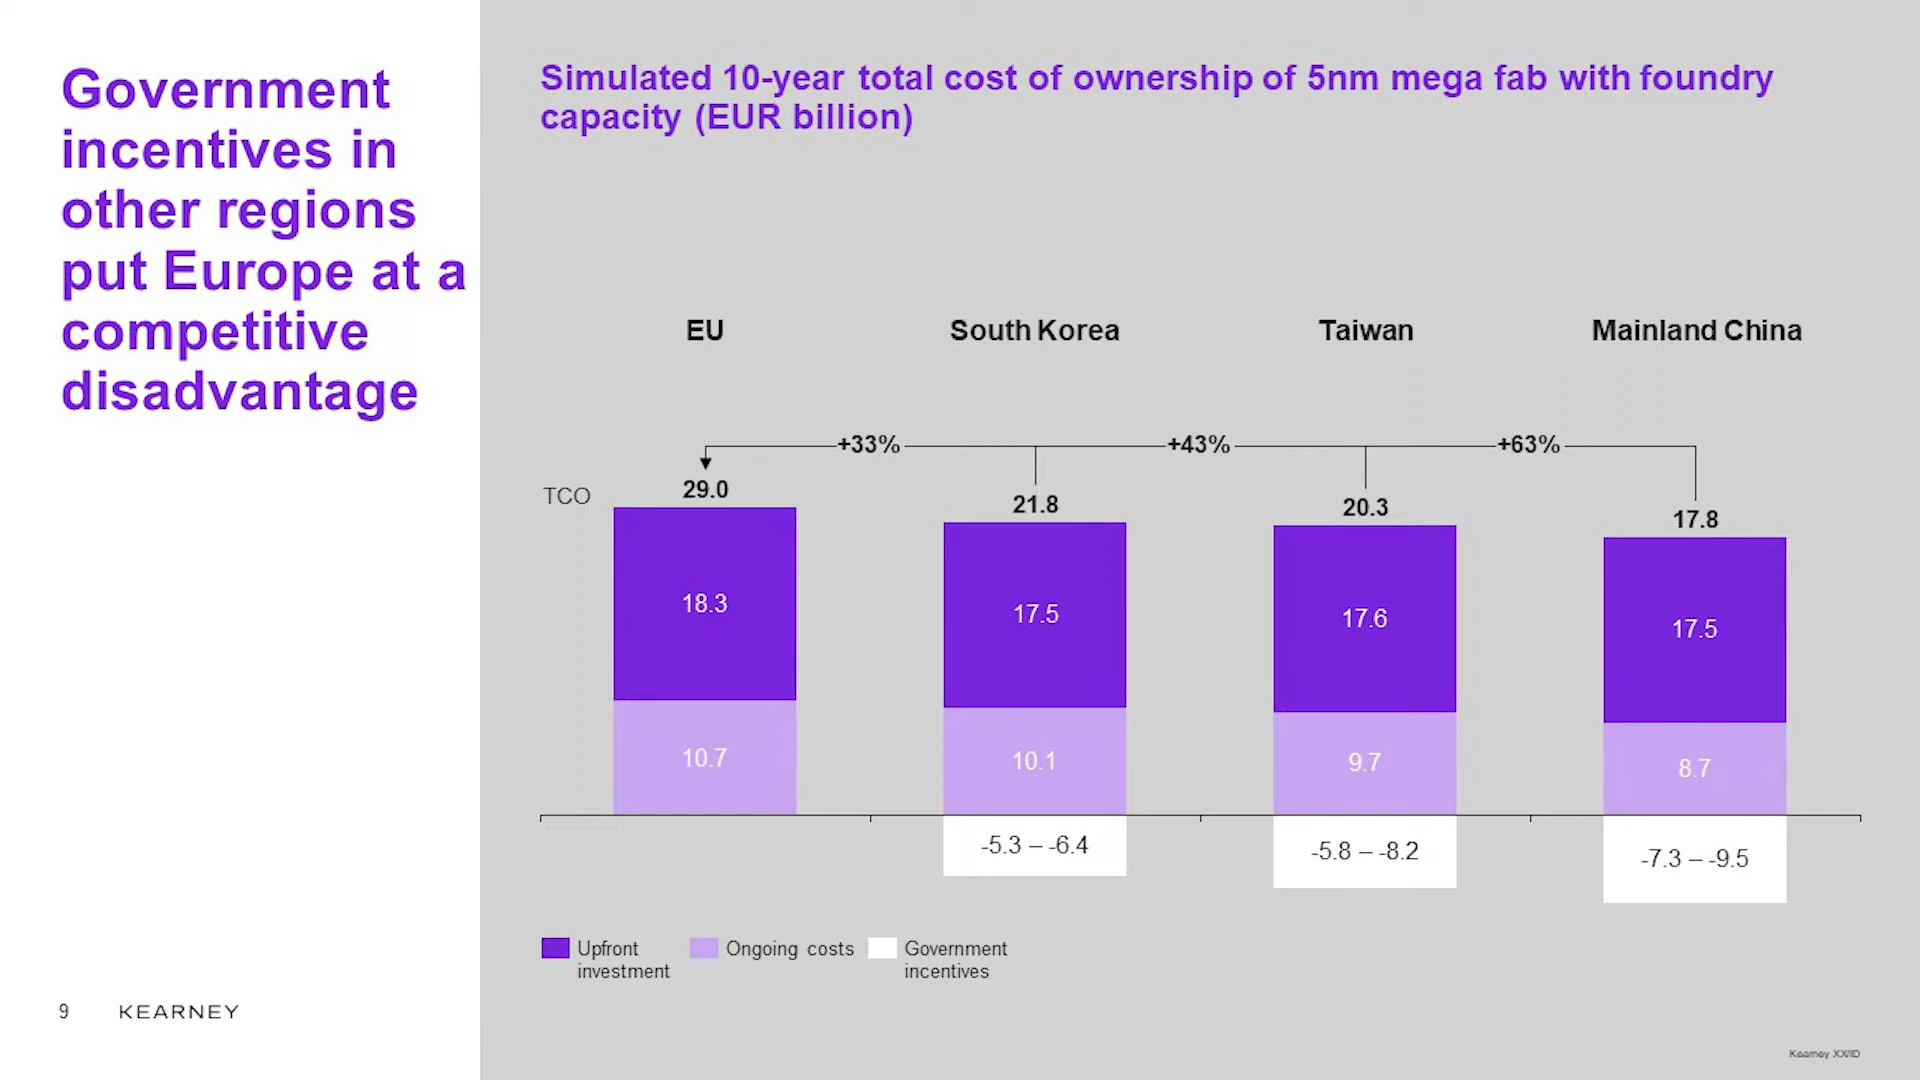 Government
incentives in
other regions
put Europe at a
competitive
disadvantage
Simulated 10-year total cost of ownership of 5nm mega fab with foundry
capacity (EUR billion)
EU
South Korea
Taiwan
Mainland China
+33%
+43%
+63%
TCO
29.0
21.8
20.3
17.8
18.3
17.5
17.6
17.5
10.7
10.1
9.7
8.7
-5.3 – -6.4
-5.8 – -8.2
-7.3 – -9.5
Upfront
investment
Ongoing costs
Government
incentives
9
KEARNEY
Kearney XX/ID